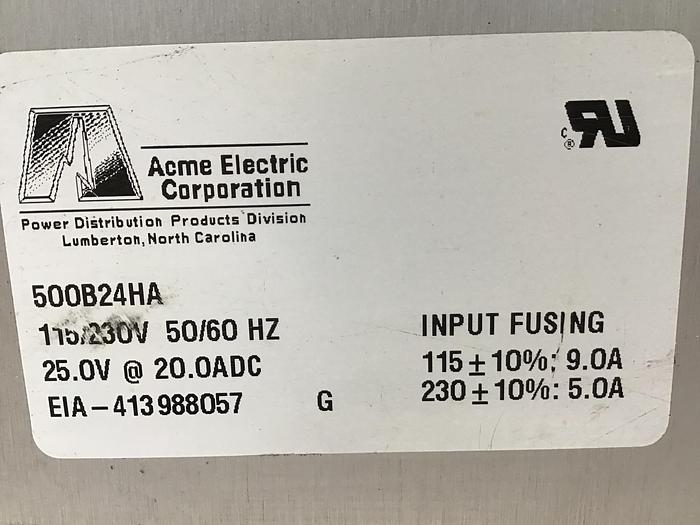 Acme Electric
Corporation
Power Distribution Products Division
Lumberton, North Carolina
c RU ®
500B24HA
115/230V 50/60 HZ
25.0V @ 20.0ADC
EIA-413988057 G
INPUT FUSING
115±10%: 9.0A
230±10%: 5.0A